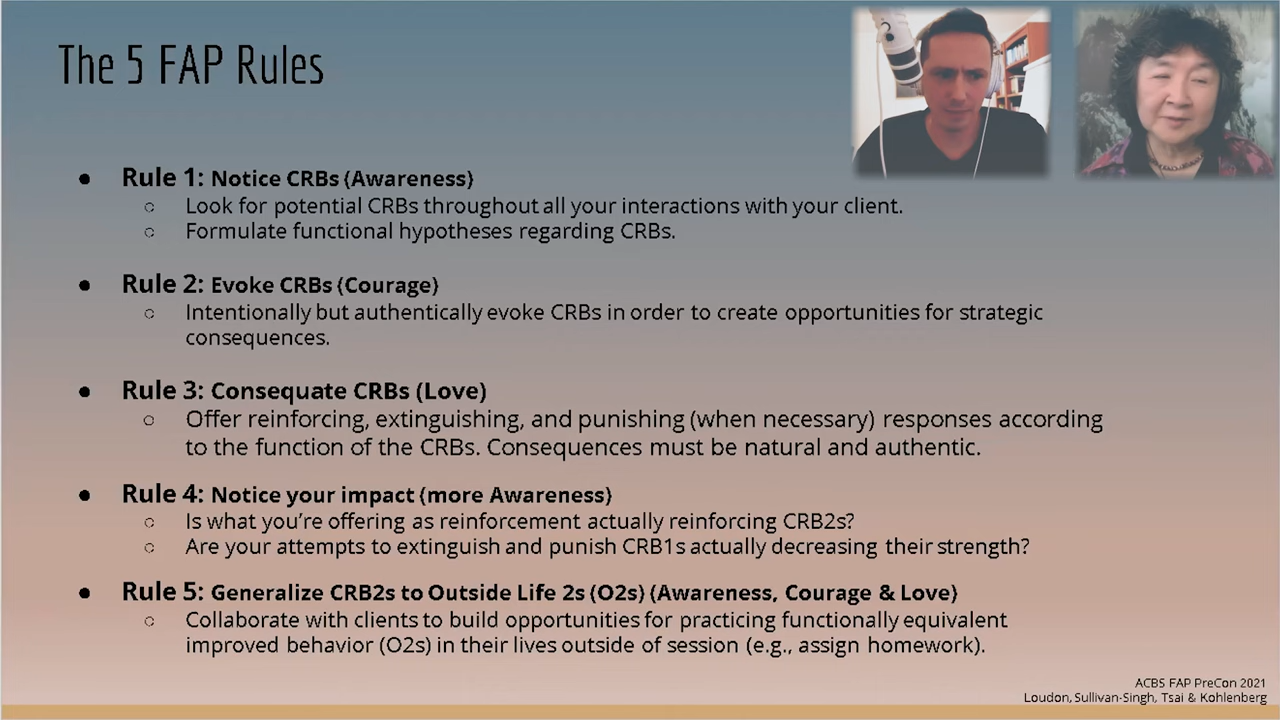 The 5 FAP Rules
● Rule 1: Notice CRBs (Awareness)
○ Look for potential CRBs throughout all your interactions with your client.
○ Formulate functional hypotheses regarding CRBs.
● Rule 2: Evoke CRBs (Courage)
○ Intentionally but authentically evoke CRBs in order to create opportunities for strategic
consequences.
● Rule 3: Consequate CRBs (Love)
○ Offer reinforcing, extinguishing, and punishing (when necessary) responses according
to the function of the CRBs. Consequences must be natural and authentic.
● Rule 4: Notice your impact (more Awareness)
○ Is what you're offering as reinforcement actually reinforcing CRB2s?
○ Are your attempts to extinguish and punish CRB1s actually decreasing their strength?
● Rule 5: Generalize CRB2s to Outside Life 2s (O2s) (Awareness, Courage & Love)
○ Collaborate with clients to build opportunities for practicing functionally equivalent
improved behavior (O2s) in their lives outside of session (e.g., assign homework).
ACBS FAP PreCon 2021
Loudon, Sullivan-Singh, Tsai & Kohlenberg